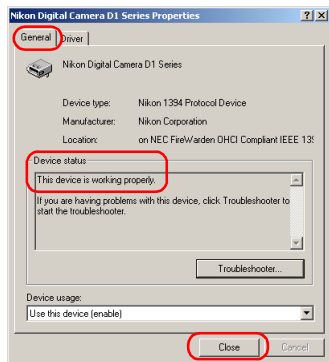 Nikon Digital Camera D1 Series Properties
General Driver
Nikon Digital Camera D1 Series
Device type: Nikon 1394 Protocol Device
Manufacturer: Nikon Corporation
Location: on NEC FireWarden OHCI Compliant IEEE 139
Device status
This device is working properly.
If you are having problems with this device, click Troubleshooter to
start the troubleshooter.
Troubleshooter...
Device usage:
Use this device (enable)
Close Cancel